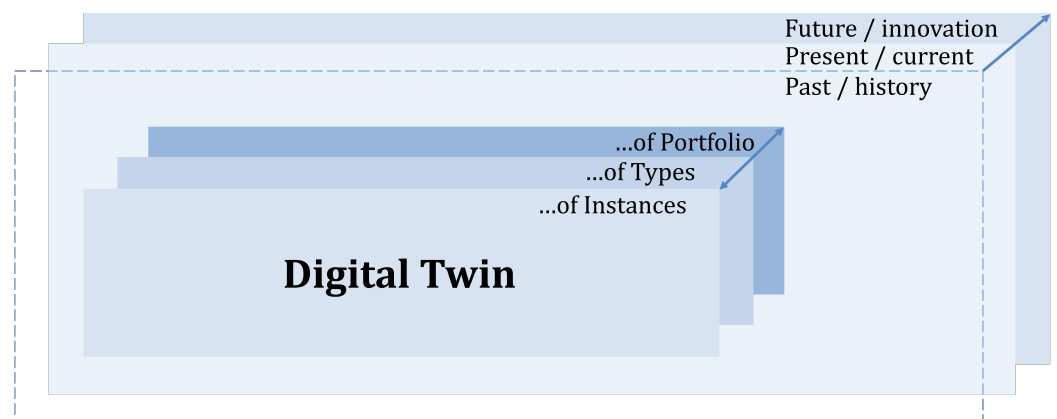 Future / innovation
Present / current
Past / history
...of Portfolio
...of Types
...of Instances
Digital Twin